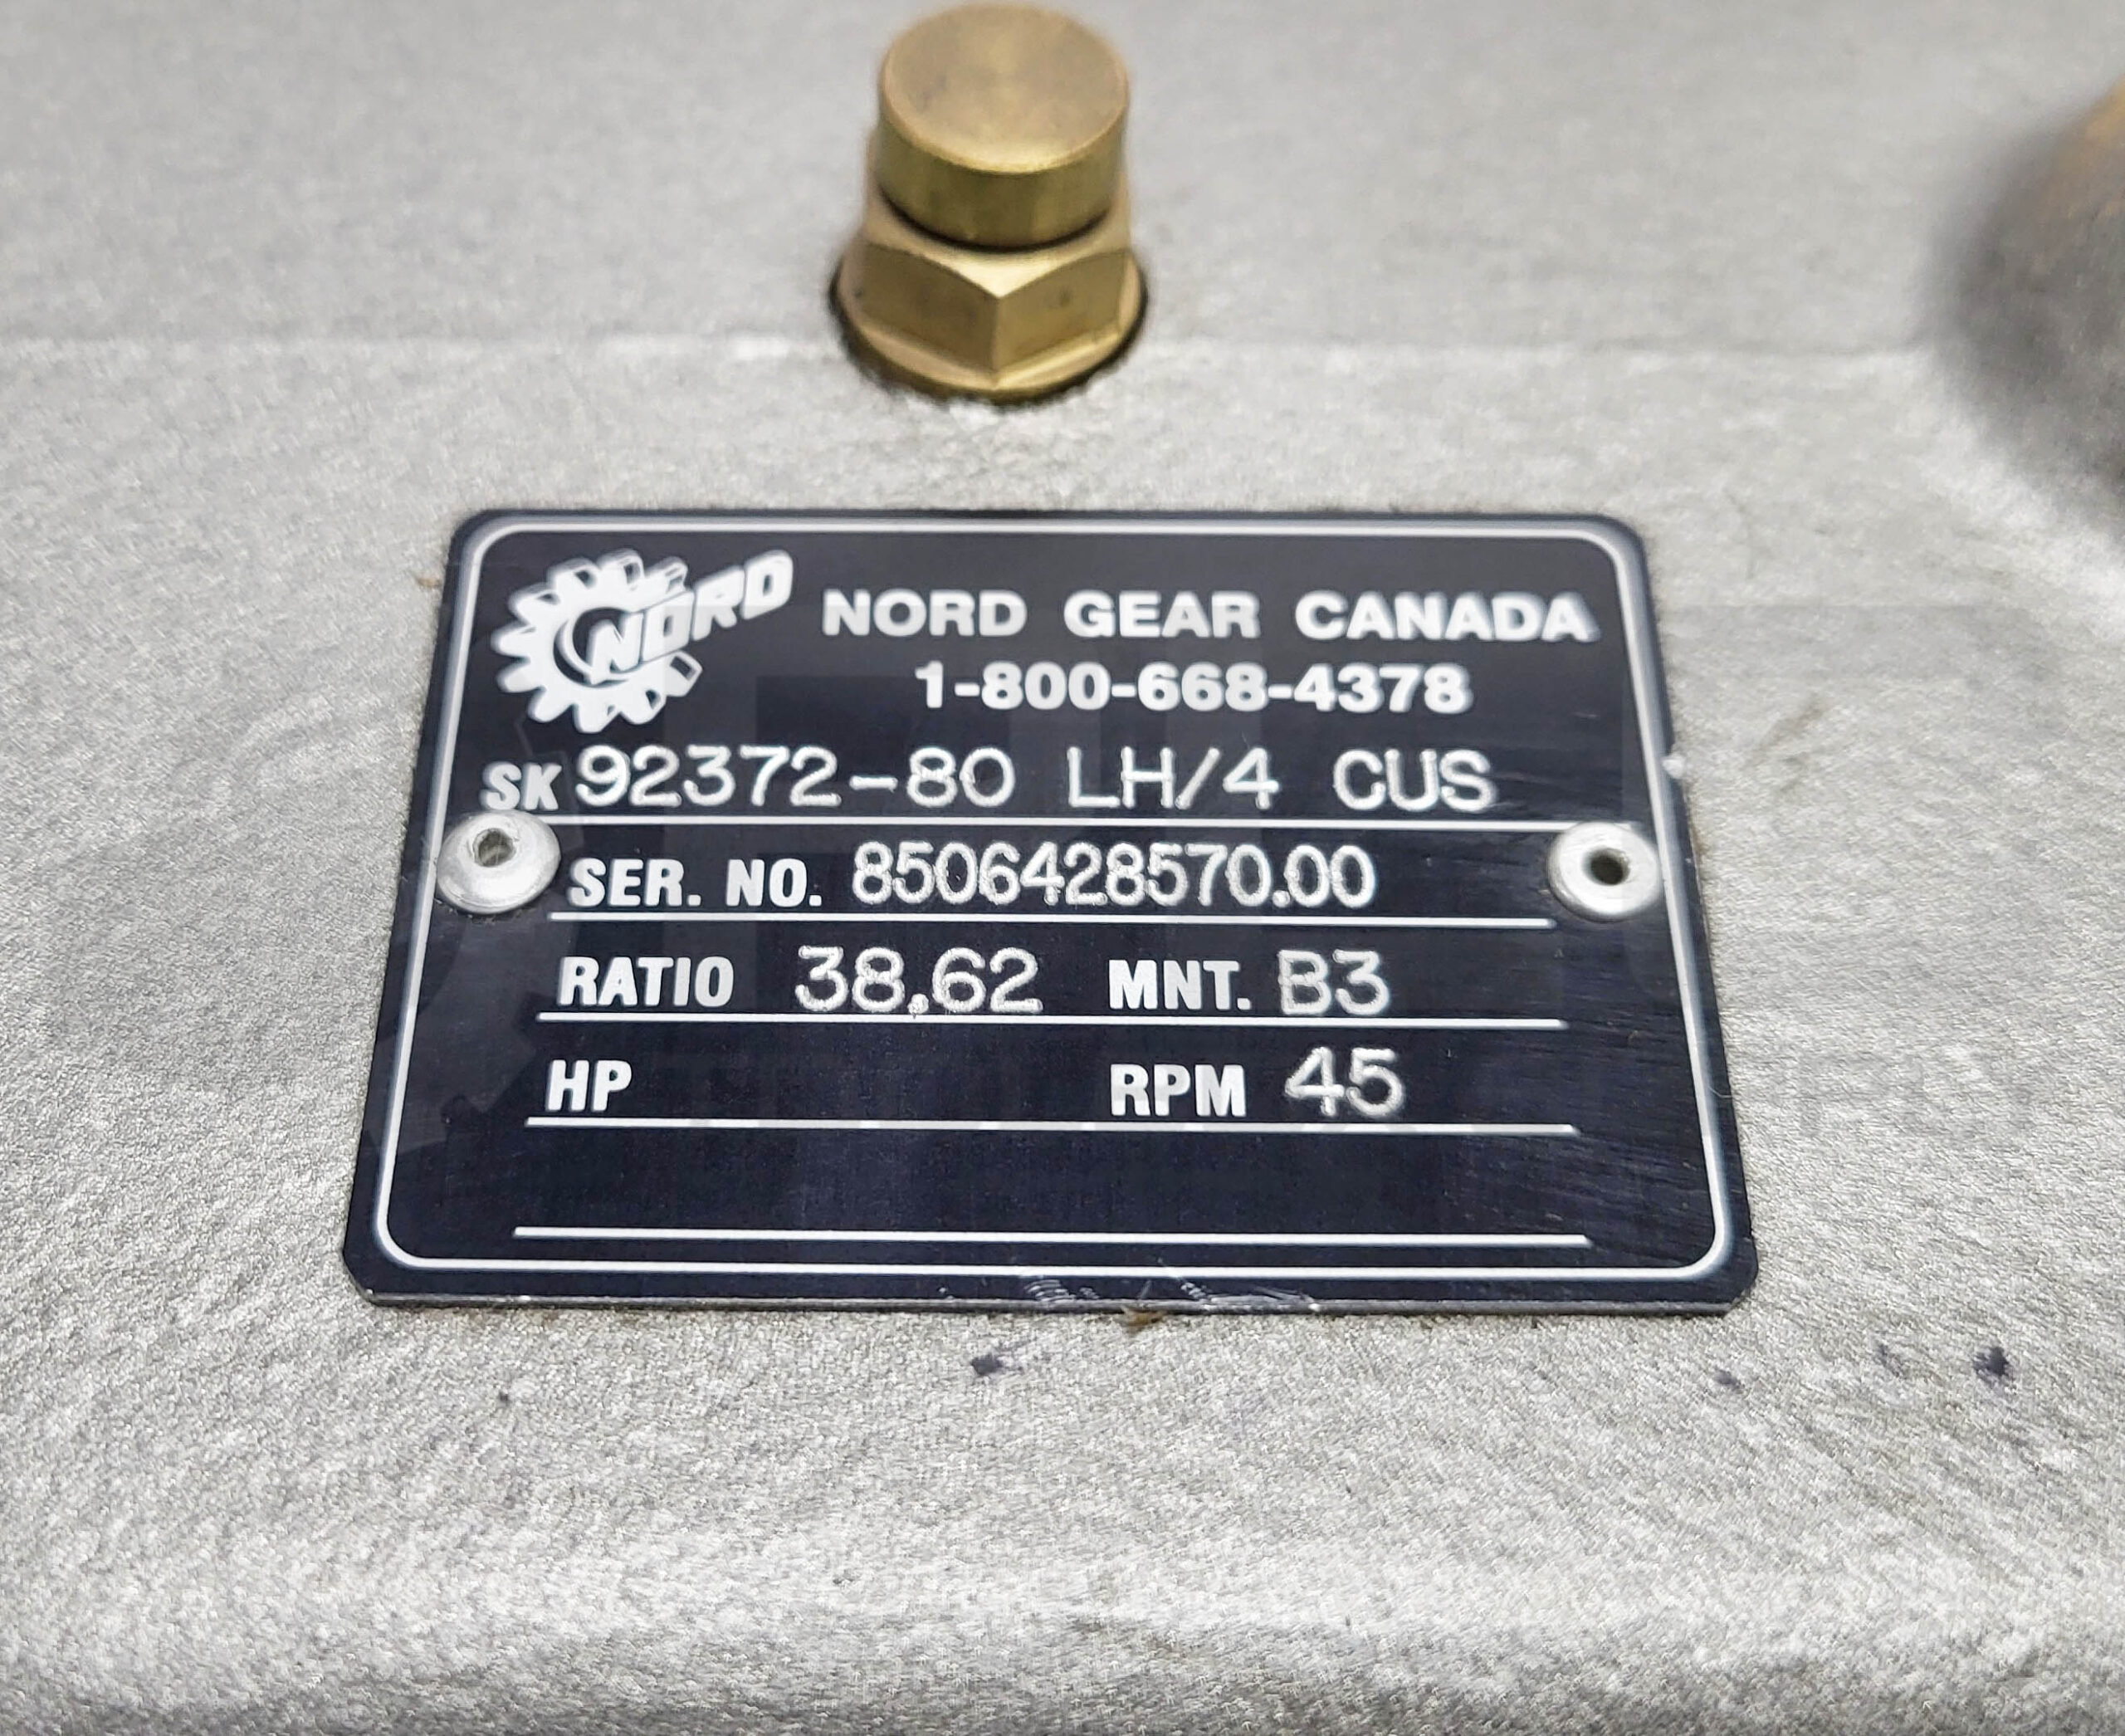 NORD
NORD GEAR CANADA
1-800-668-4378
SK 92372-80 LH/4 CUS
SER. NO. 8506428570.00
RATIO 38.62 MNT. B3
HP RPM 45